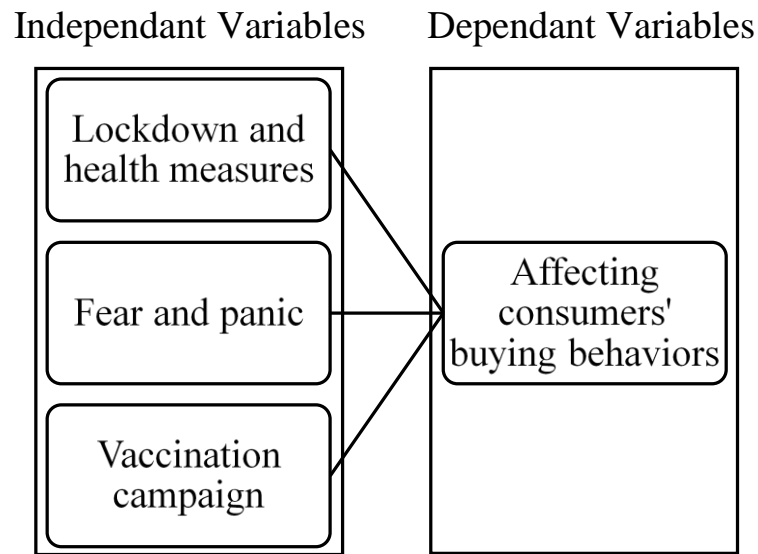 Independant Variables
Dependant Variables
Lockdown and
health measures
Fear and panic
Vaccination
campaign
Affecting
consumers'
buying behaviors